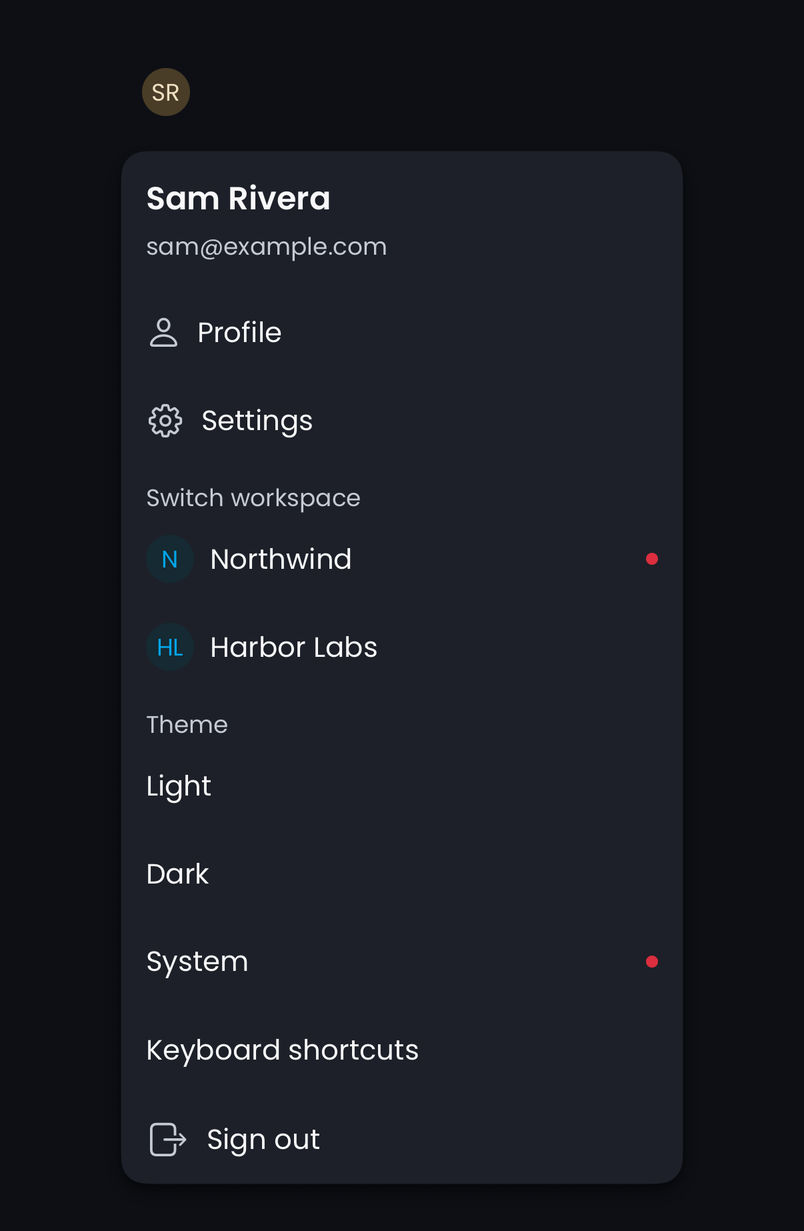 SR
Sam Rivera
sam@example.com
Profile
Settings
Switch workspace
N Northwind
HL Harbor Labs
Theme
Light
Dark
System
Keyboard shortcuts
Sign out